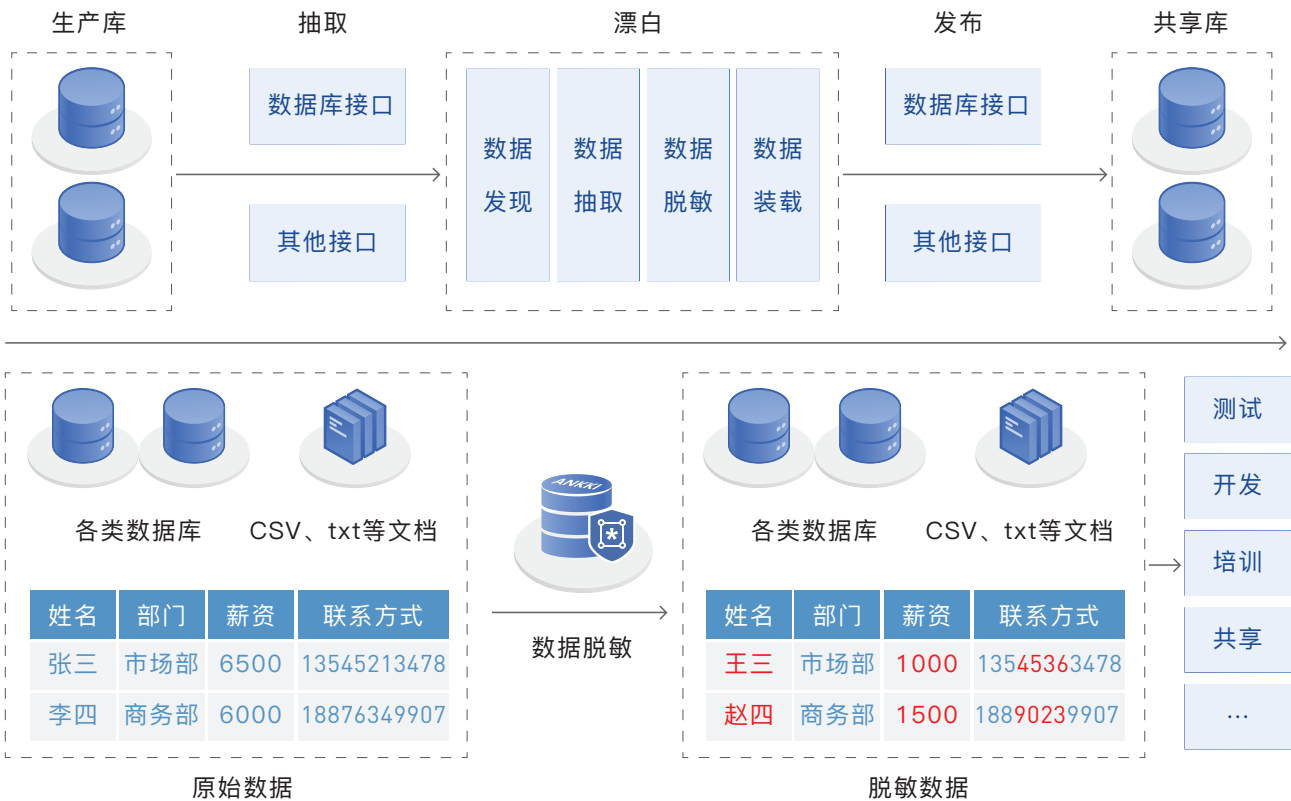 生产库 抽取 漂白 发布 共享库
数据库接口
其他接口
数据发现
数据抽取
数据脱敏
数据装载
数据库接口
其他接口
各类数据库 CSV、txt等文档
姓名 部门 薪资 联系方式
张三 市场部 6500 13545213478
李四 商务部 6000 18876349907
原始数据
ANKKI
*
数据脱敏
各类数据库 CSV、txt等文档
姓名 部门 薪资 联系方式
王三 市场部 1000 13545363478
赵四 商务部 1500 18890239907
脱敏数据
测试
开发
培训
共享
...